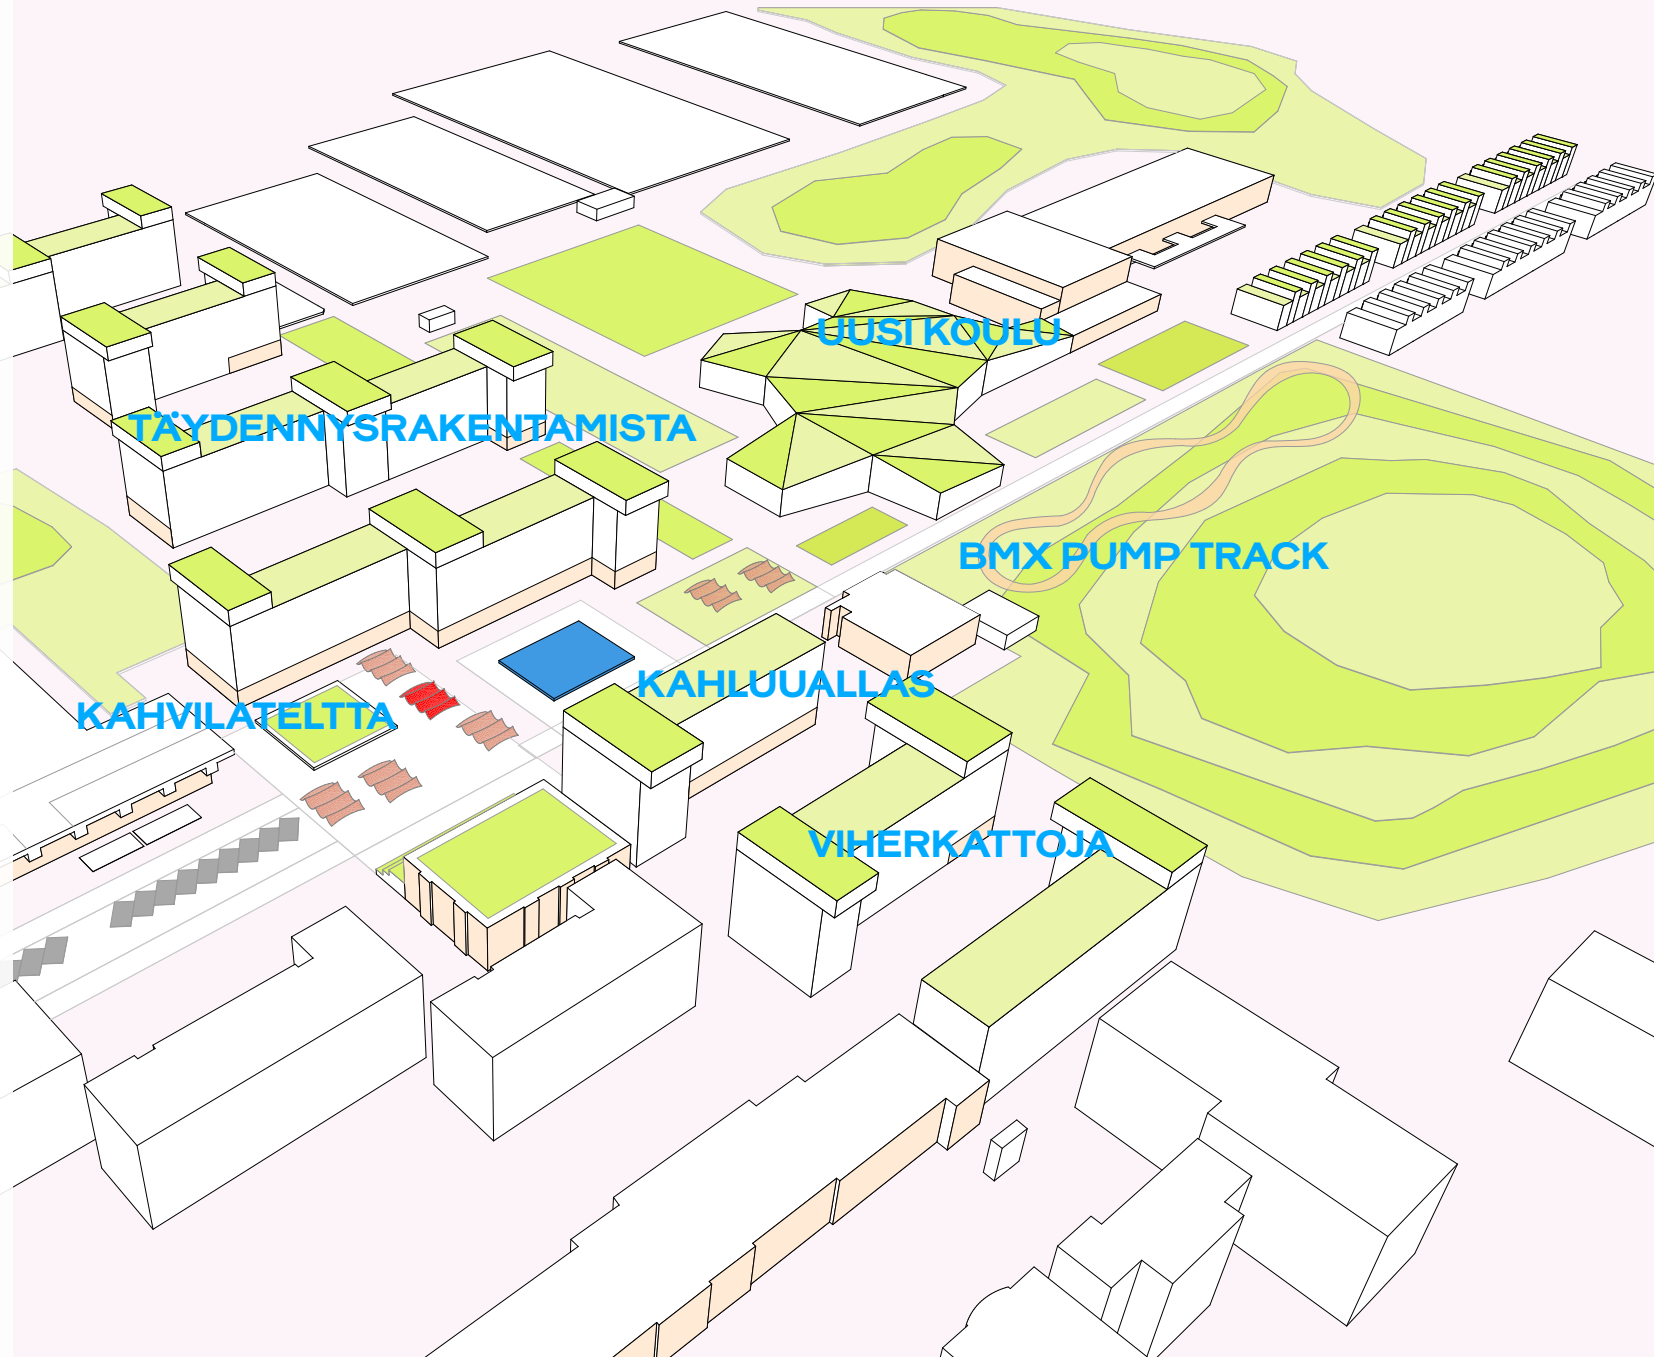 UUSI KOULU
TÄYDENNYSRAKENTAMISTA
BMX PUMP TRACK
KAHLUUALLAS
KAHVILATELTTA
VIHERKATTOJA